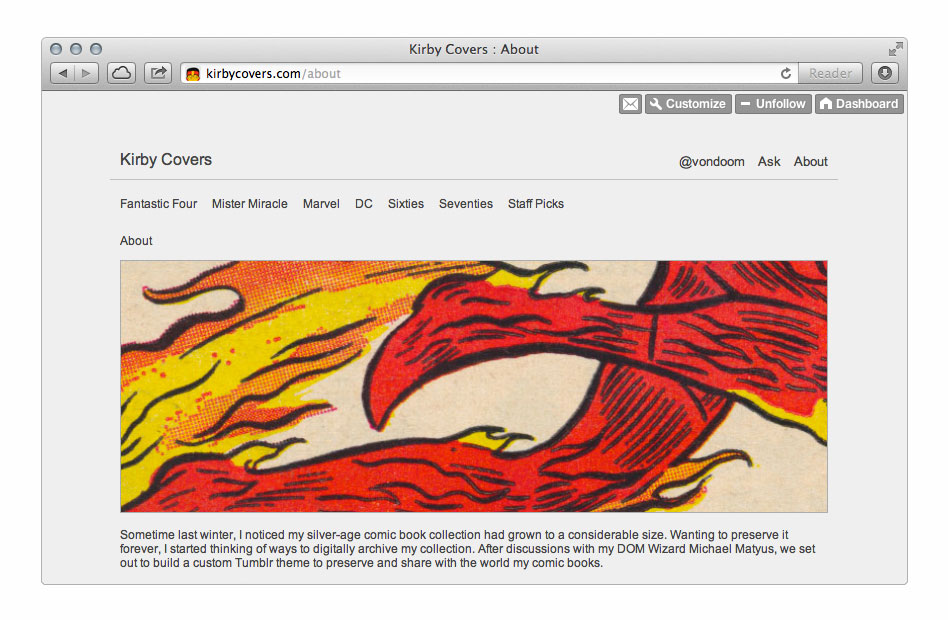 Kirby Covers : About
kirbycovers.com/about
Reader
Customize
Unfollow
Dashboard
Kirby Covers
@vondoom Ask About
Fantastic Four Mister Miracle Marvel DC Sixties Seventies Staff Picks
About
Sometime last winter, I noticed my silver-age comic book collection had grown to a considerable size. Wanting to preserve it
forever, I started thinking of ways to digitally archive my collection. After discussions with my DOM Wizard Michael Matyus, we set
out to build a custom Tumblr theme to preserve and share with the world my comic books.